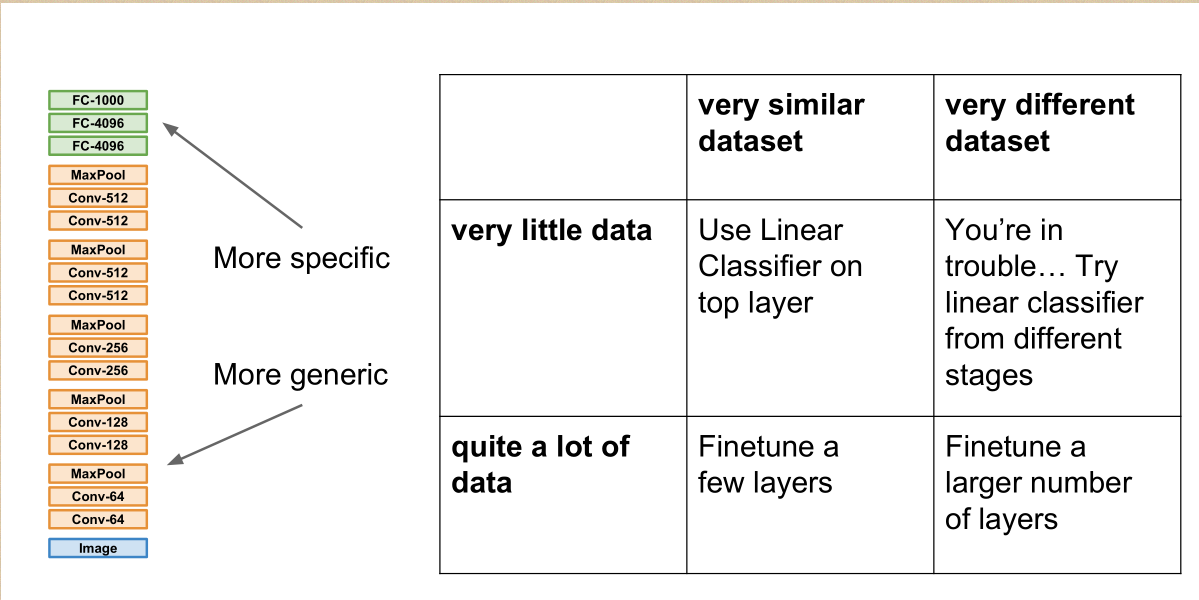 FC-1000
FC-4096
FC-4096
MaxPool
Conv-512
Conv-512
MaxPool
Conv-512
Conv-512
MaxPool
Conv-256
Conv-256
MaxPool
Conv-128
Conv-128
MaxPool
Conv-64
Conv-64
Image
More specific
More generic
very similar
dataset
very different
dataset
very little data
Use Linear
Classifier on
top layer
You’re in
trouble… Try
linear classifier
from different
stages
quite a lot of
data
Finetune a
few layers
Finetune a
larger number
of layers